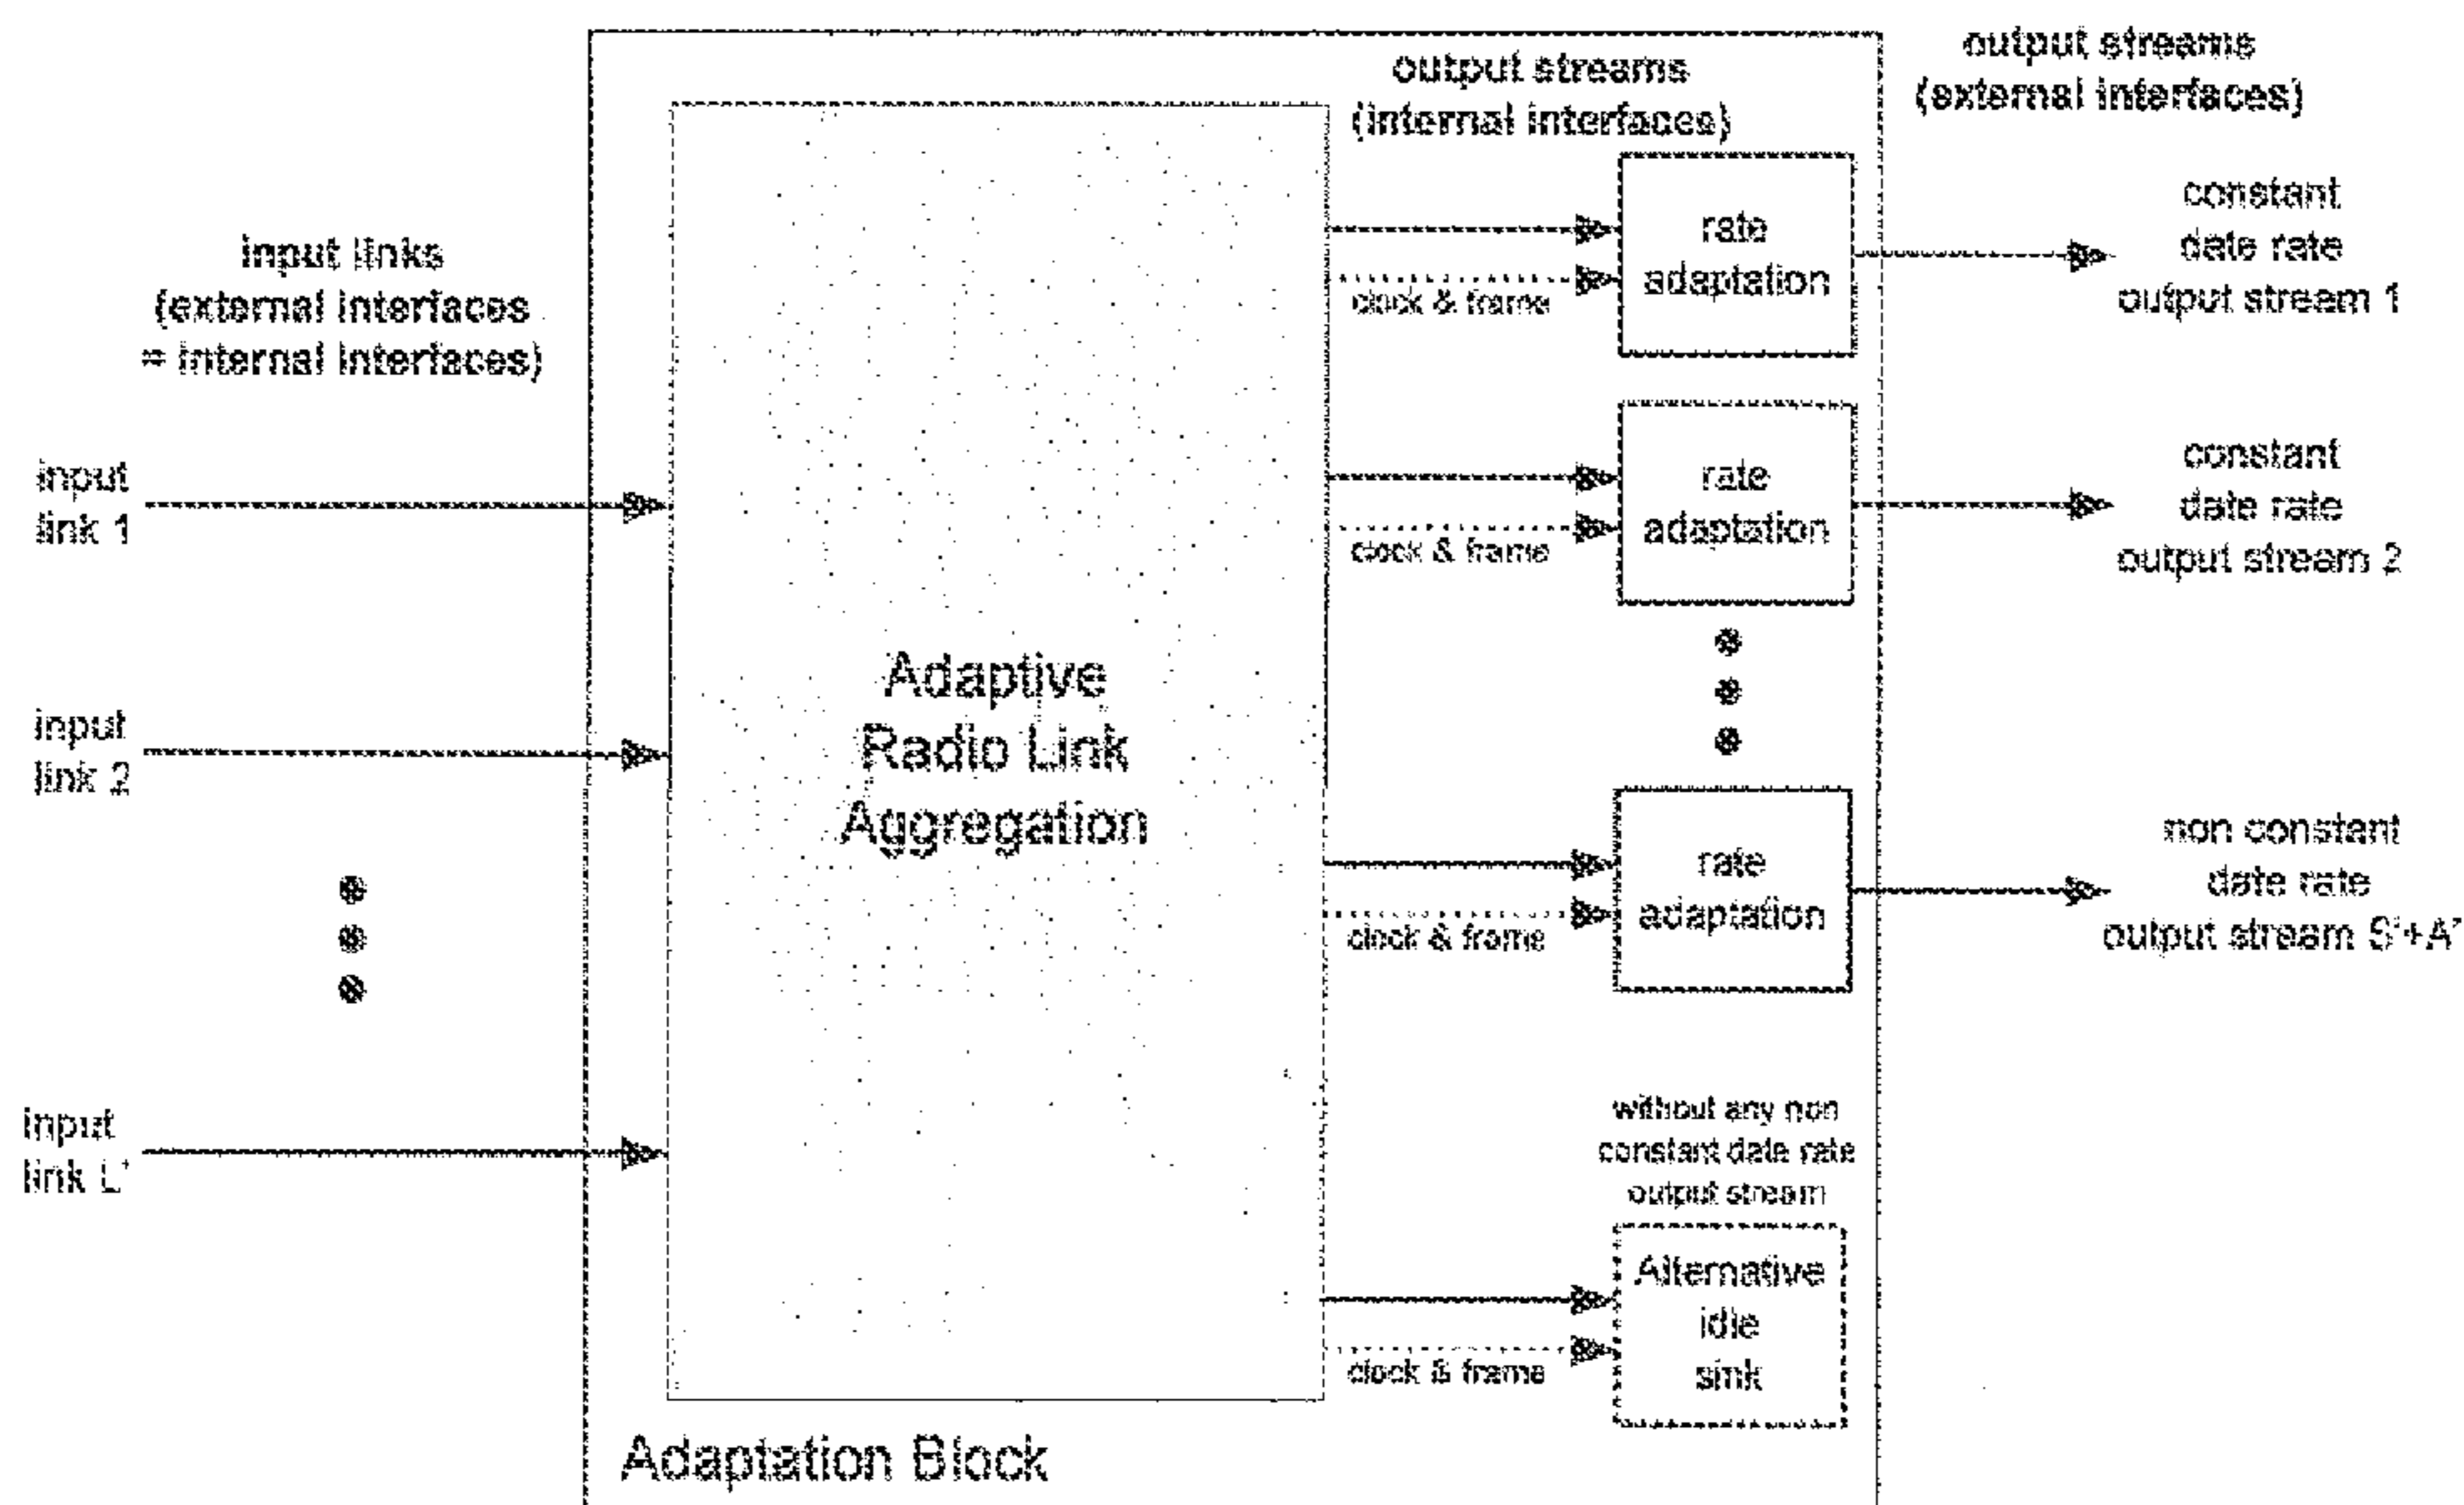 output streams
(external interfaces)
output streams
(internal interfaces)
input links
(external interfaces
= internal interfaces)
input
link 1
input
link 2
input
link L'
Adaptive
Radio Link
Aggregation
clock & frame
rate
adaptation
constant
date rate
output stream 1
clock & frame
rate
adaptation
constant
date rate
output stream 2
clock & frame
rate
adaptation
non constant
date rate
output stream S'+A'
without any non
constant date rate
output stream
clock & frame
Alternative
idle
sink
Adaptation Block